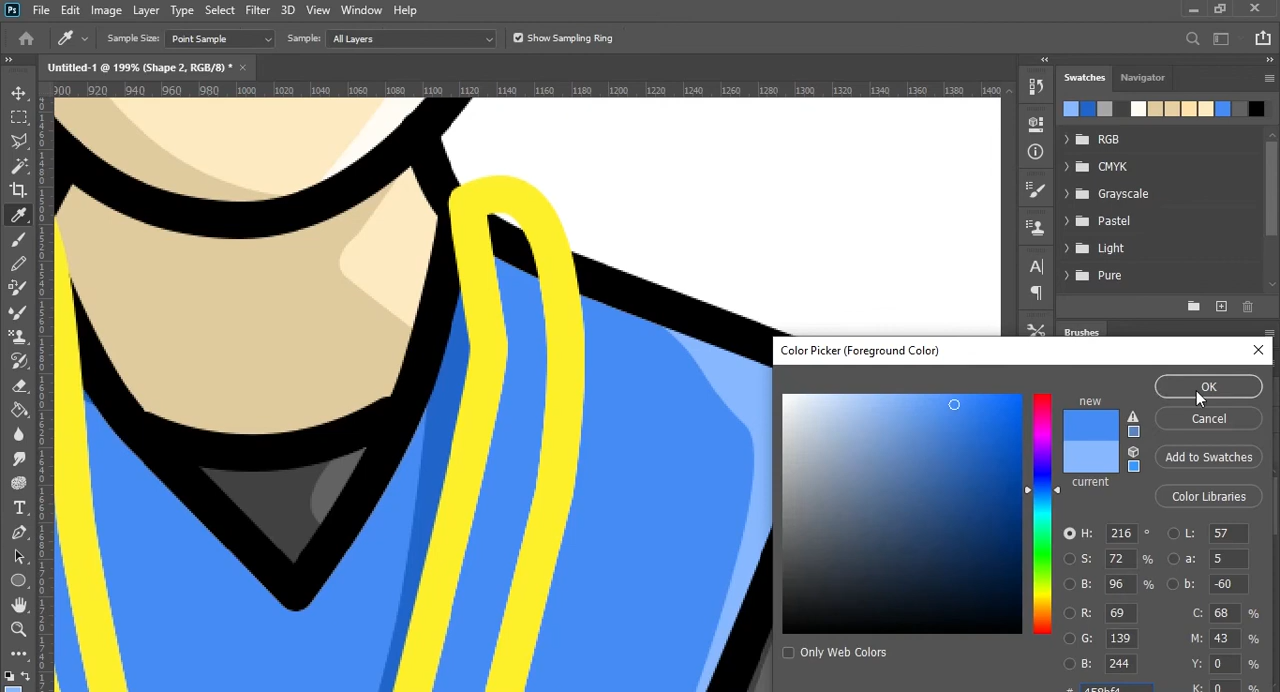 Ps File Edit Image Layer Type Select Filter 3D View Window Help
Sample Size: Point Sample Sample: All Layers Show Sampling Ring
Untitled-1 @ 199% (Shape 2, RGB/8) * ×
Swatches Navigator
900 920 940 960 980 1000 1020 1040 1060 1080 1100 1120 1140 1160 1180 1200 1220 1240 1260 1280 1300 1320 1340 1360 1380 1400
RGB
CMYK
Grayscale
Pastel
Light
Pure
Brushes
Color Picker (Foreground Color)
OK
new
Cancel
Add to Swatches
current
Color Libraries
H: 216 ° L: 57
S: 72 % a: 5
B: 96 % b: -60
R: 69 C: 68 %
G: 139 M: 43 %
Only Web Colors
B: 244 Y: 0 %
# 458bf4 K: 0 %